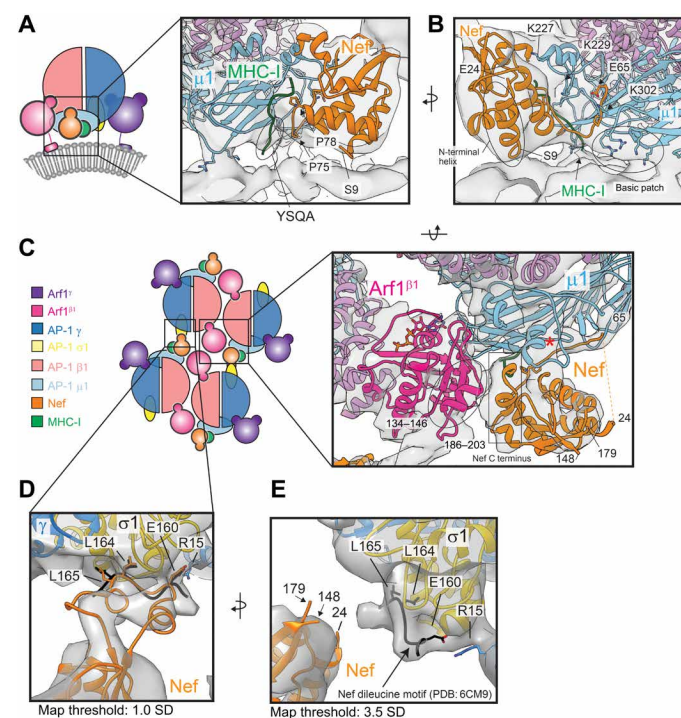 A
Nef
MHC-I
μ1
P78
P75
S9
YSQA
B
Nef
K227
K229
E24
E65
K302
μ1
N-terminal
helix
S9
MHC-I
Basic patch
C
Arf1γ
Arf1β1
AP-1 γ
AP-1 σ1
AP-1 β1
AP-1 μ1
Nef
MHC-I
Arf1β1
μ1
65
*
Nef
24
134–146
186–203
Nef C terminus
148
179
D
γ
σ1
L164
E160
R15
L165
Nef
Map threshold: 1.0 SD
E
σ1
L165
L164
E160
R15
179
148
24
Nef
Nef dileucine motif (PDB: 6CM9)
Map threshold: 3.5 SD